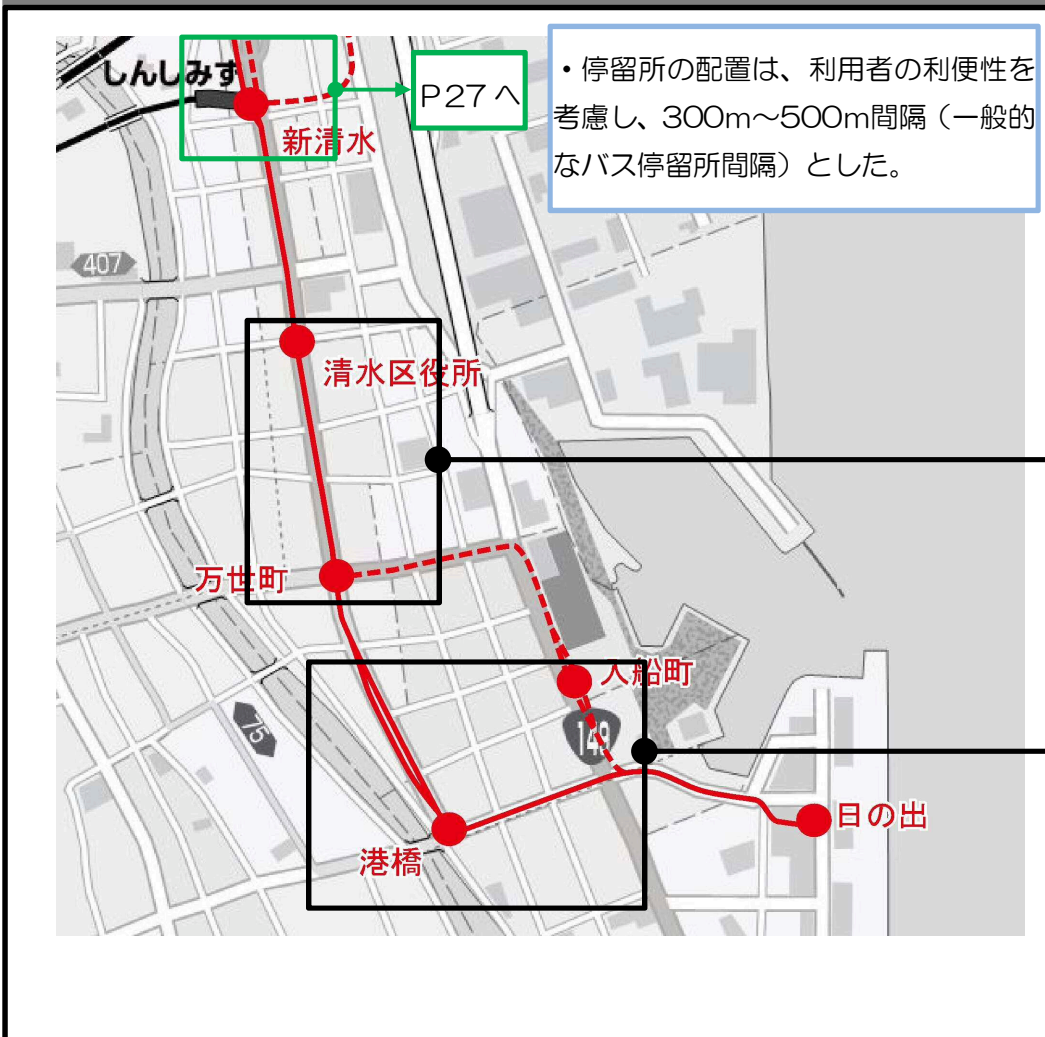 しんしみず
新清水
P27へ
・停留所の配置は、利用者の利便性を
考慮し、300m～500m間隔（一般的
なバス停留所間隔）とした。
407
清水区役所
万世町
入船町
75
149
日の出
港橋